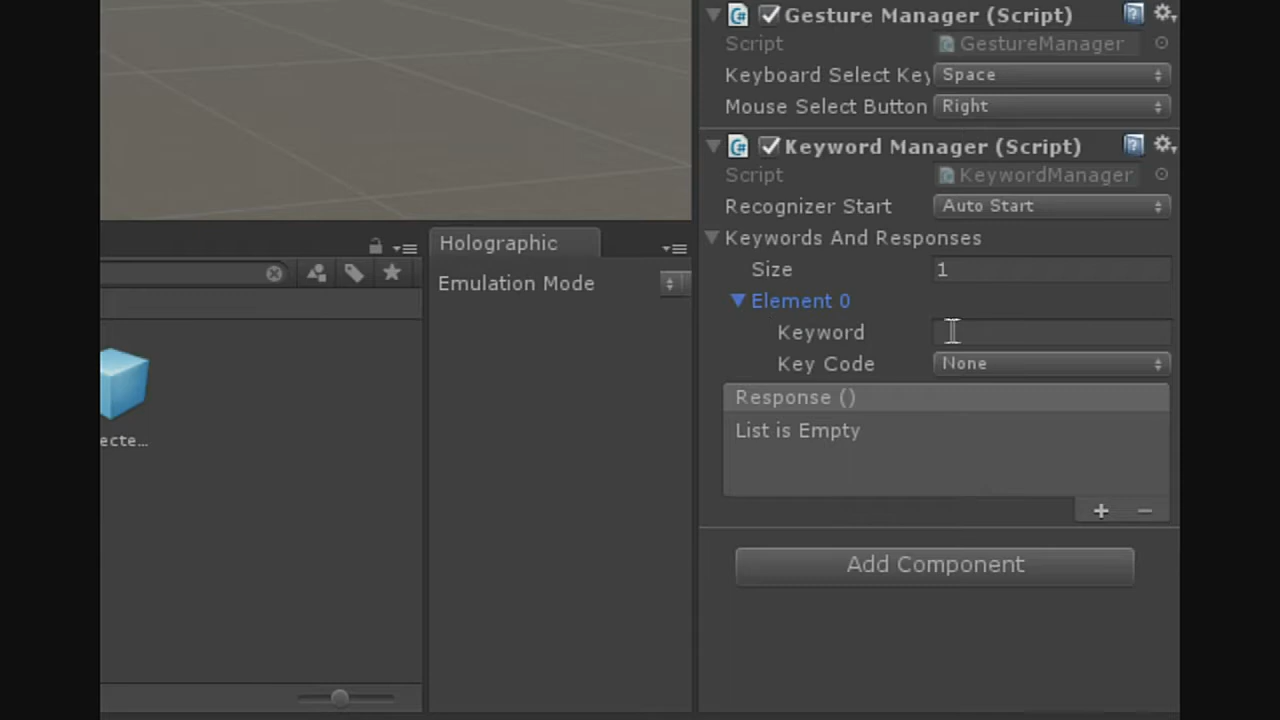 Gesture Manager (Script)
Script GestureManager
Keyboard Select Key Space
Mouse Select Button Right
Keyword Manager (Script)
Script KeywordManager
Recognizer Start Auto Start
Keywords And Responses
Size 1
Element 0
Keyword
Key Code None
Response ()
List is Empty
+ −
Add Component
Holographic
Emulation Mode
ecte...